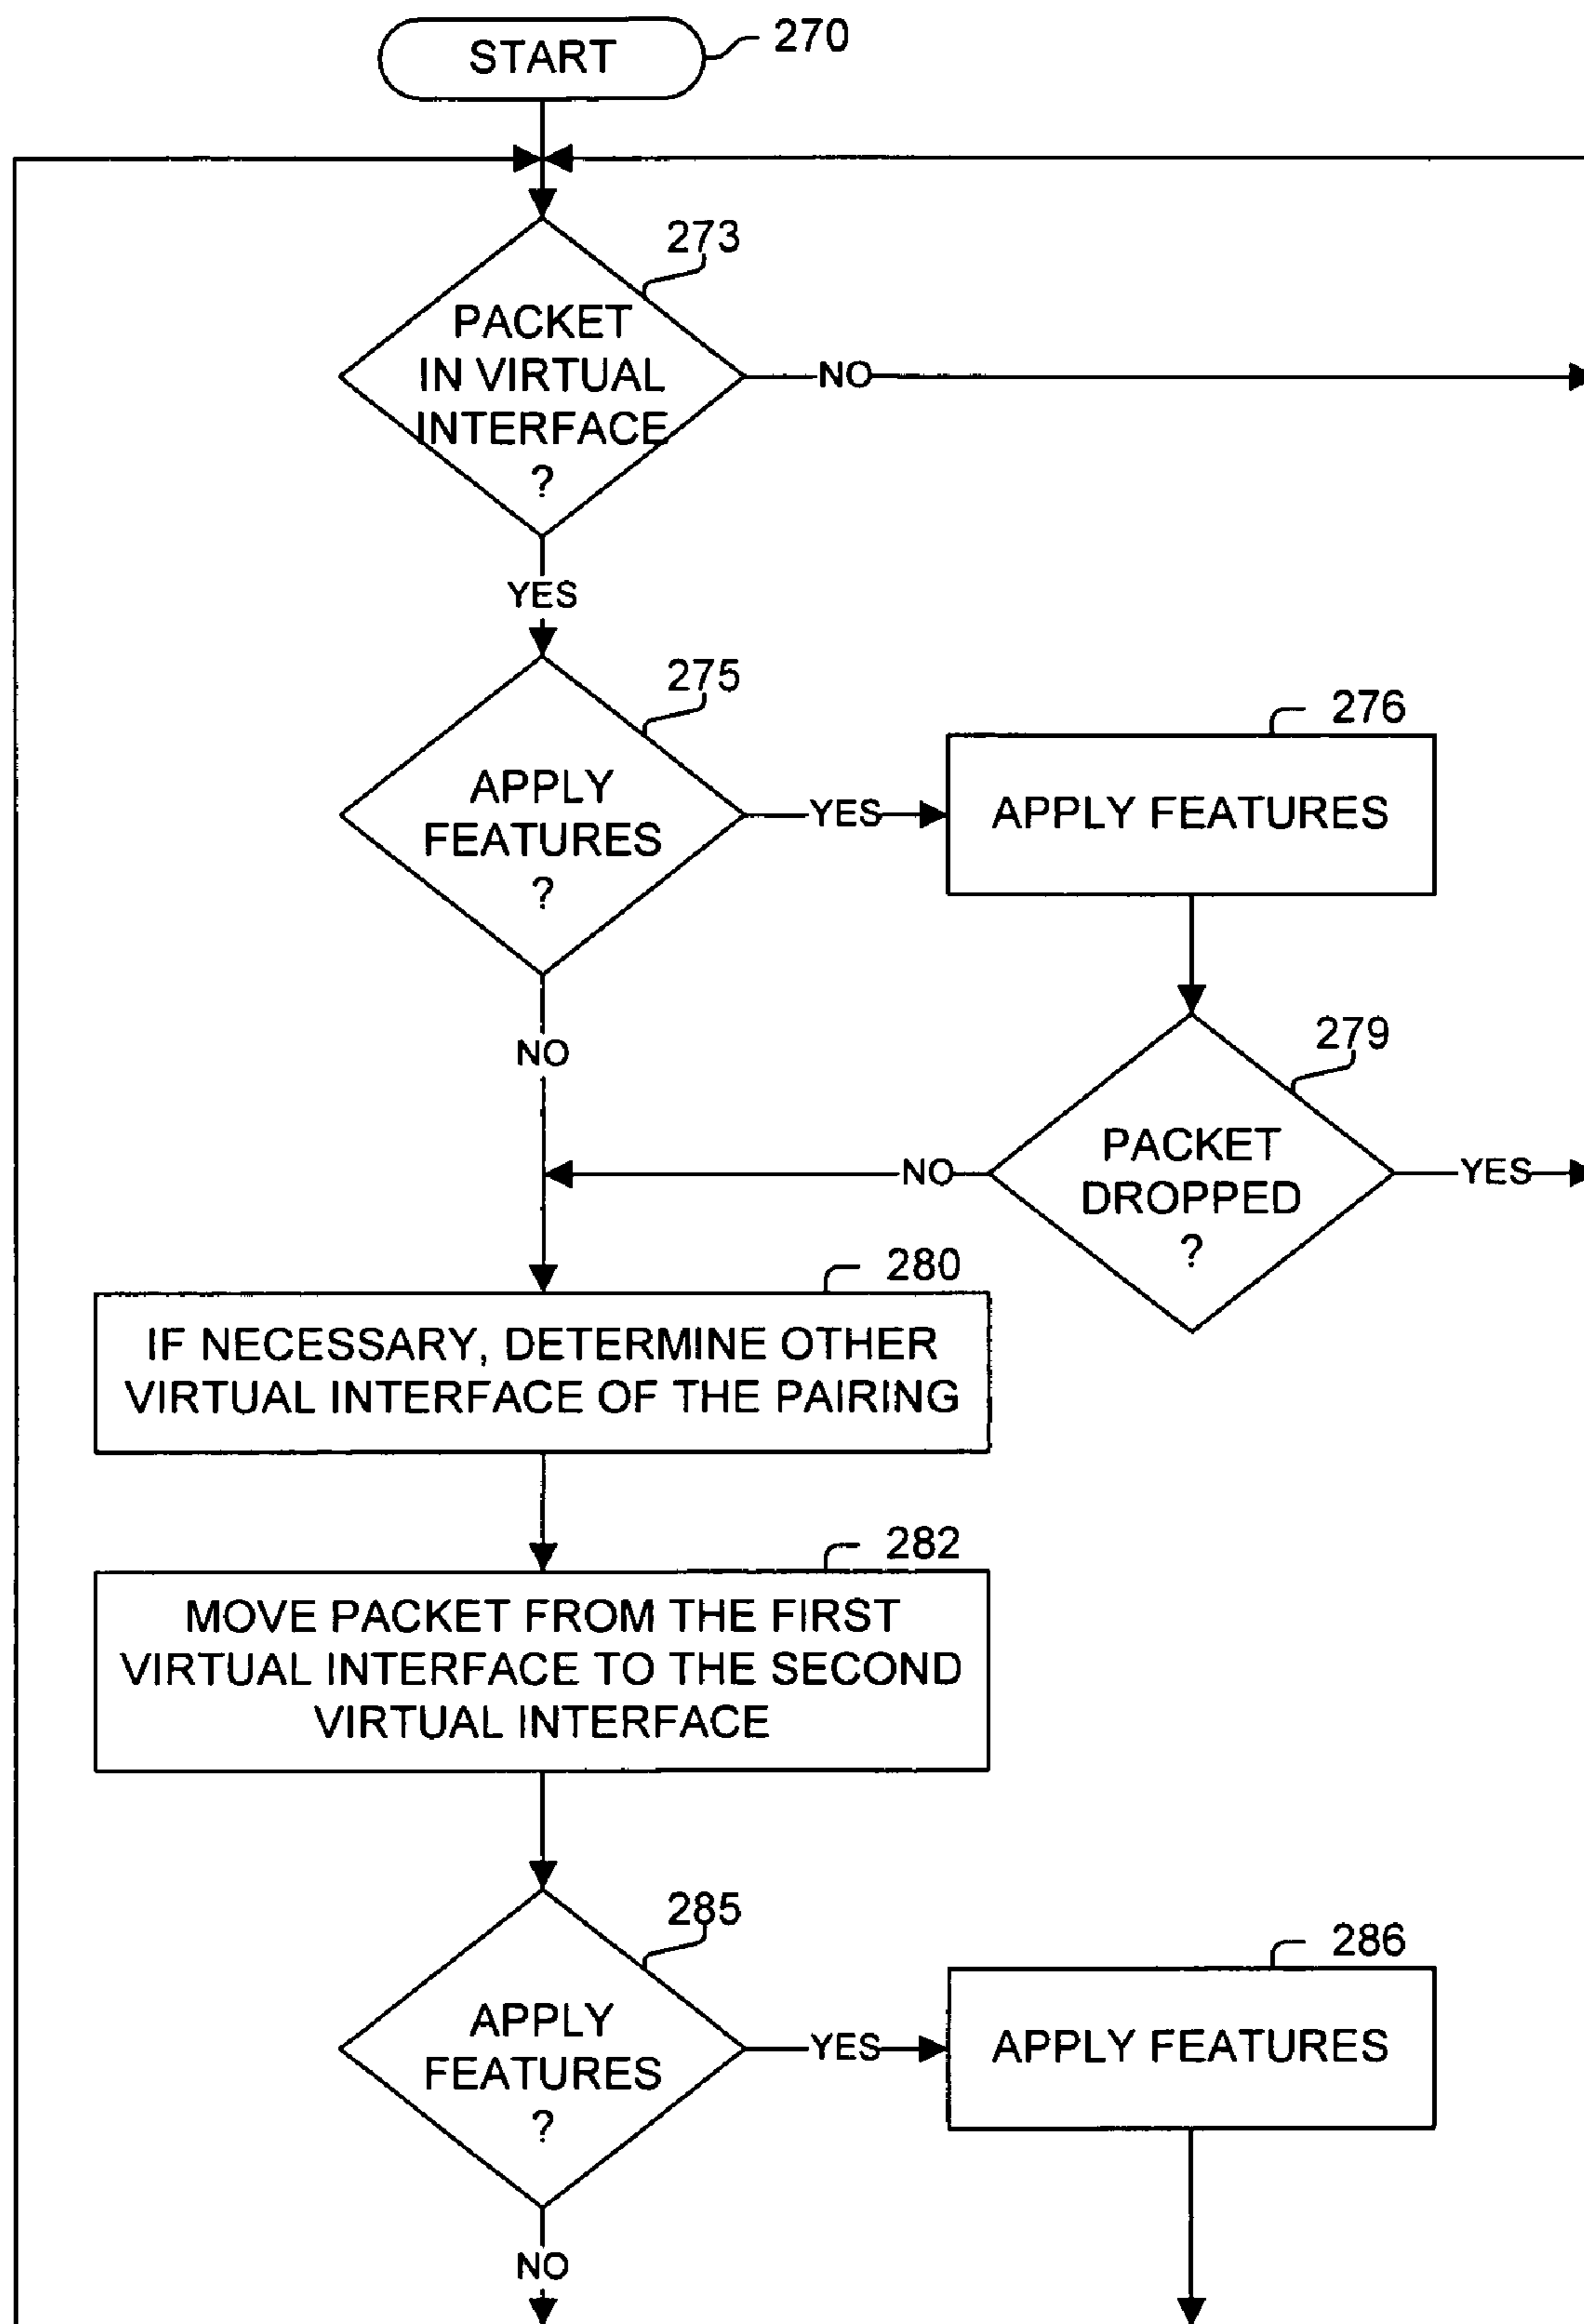 START
270
273
PACKET
IN VIRTUAL
INTERFACE
?
NO
YES
275
APPLY
FEATURES
?
YES
276
APPLY FEATURES
NO
279
PACKET
DROPPED
?
NO
YES
280
IF NECESSARY, DETERMINE OTHER
VIRTUAL INTERFACE OF THE PAIRING
282
MOVE PACKET FROM THE FIRST
VIRTUAL INTERFACE TO THE SECOND
VIRTUAL INTERFACE
285
APPLY
FEATURES
?
YES
286
APPLY FEATURES
NO